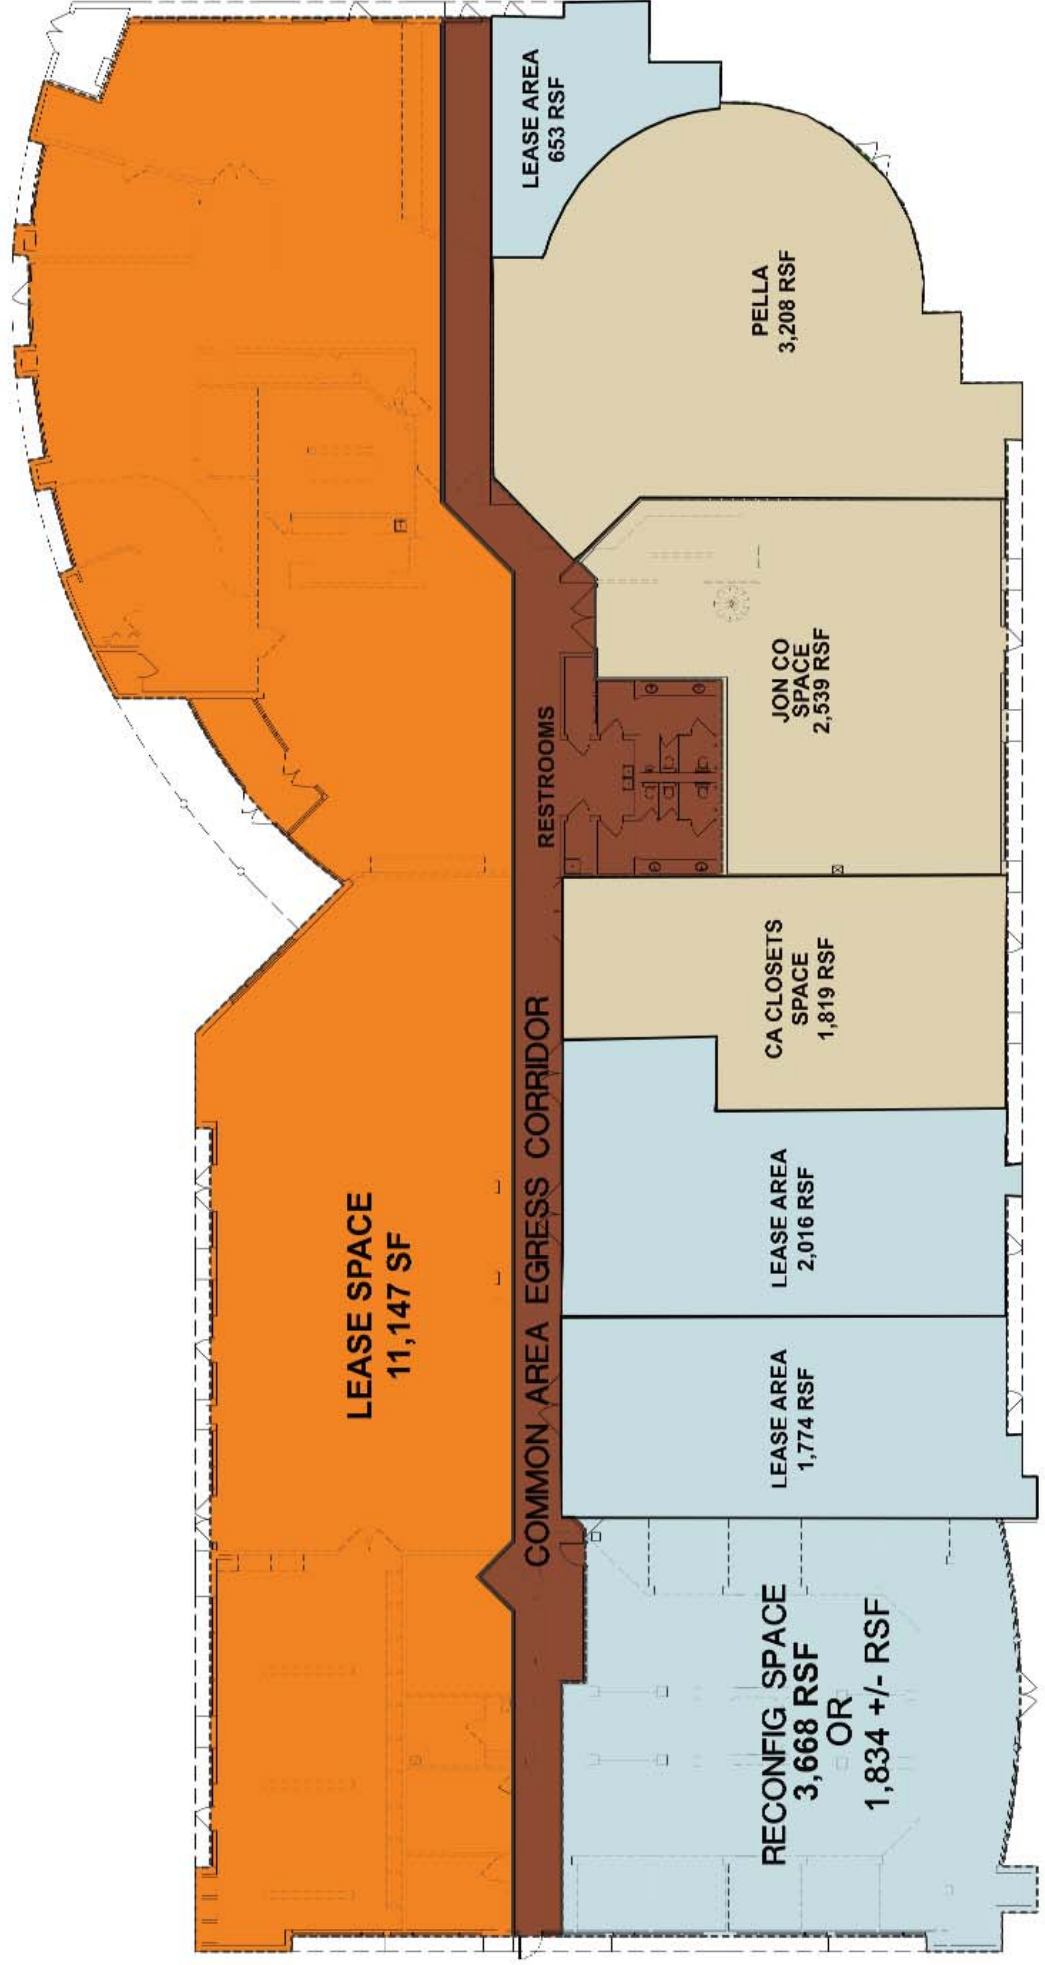 LEASE SPACE
11,147 SF
COMMON AREA EGRESS CORRIDOR
RESTROOMS
LEASE AREA
653 RSF
PELLA
3,208 RSF
JON CO
SPACE
2,539 RSF
CA CLOSETS
SPACE
1,819 RSF
LEASE AREA
2,016 RSF
LEASE AREA
1,774 RSF
RECONFIG SPACE
3,668 RSF
OR
1,834 +/- RSF